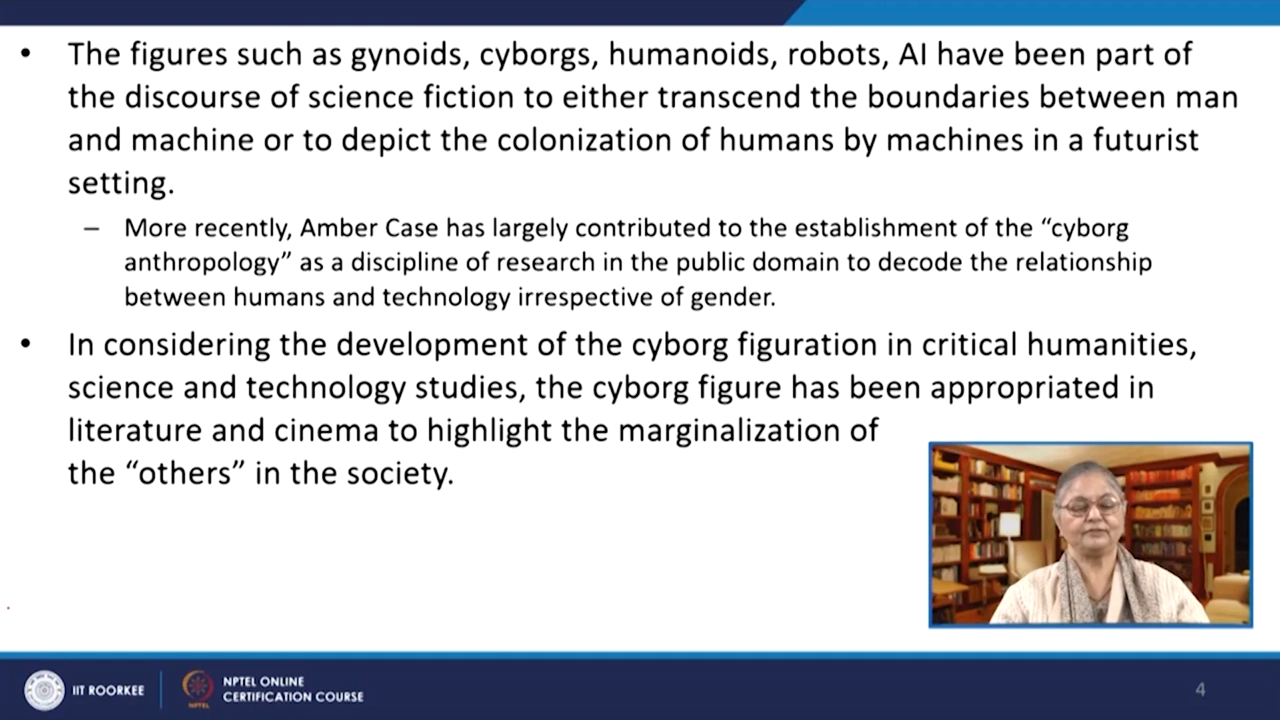 • The figures such as gynoids, cyborgs, humanoids, robots, AI have been part of
the discourse of science fiction to either transcend the boundaries between man
and machine or to depict the colonization of humans by machines in a futurist
setting.
– More recently, Amber Case has largely contributed to the establishment of the “cyborg
anthropology” as a discipline of research in the public domain to decode the relationship
between humans and technology irrespective of gender.
• In considering the development of the cyborg figuration in critical humanities,
science and technology studies, the cyborg figure has been appropriated in
literature and cinema to highlight the marginalization of
the “others” in the society.
IIT ROORKEE
NPTEL
NPTEL ONLINE
CERTIFICATION COURSE
4